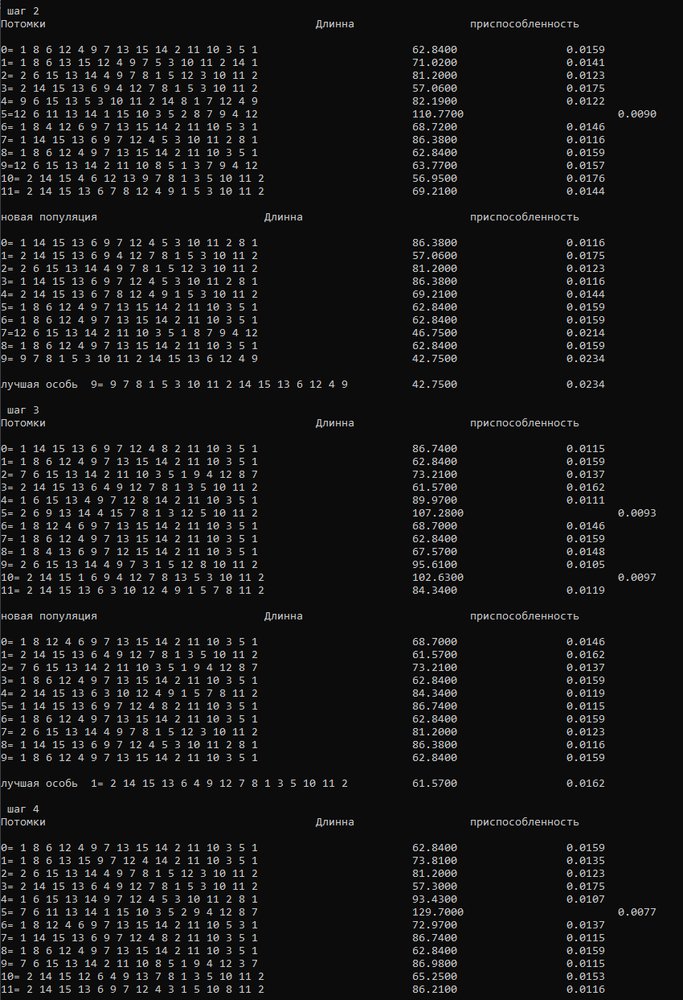 шаг 2
Потомки Длинна приспособленность
0= 1 8 6 12 4 9 7 13 15 14 2 11 10 3 5 1 62.8400 0.0159
1= 1 8 6 13 15 12 4 9 7 5 3 10 11 2 14 1 71.0200 0.0141
2= 2 6 15 13 14 4 9 7 8 1 5 12 3 10 11 2 81.2000 0.0123
3= 2 14 15 13 6 9 4 12 7 8 1 5 3 10 11 2 57.0600 0.0175
4= 9 6 15 13 5 3 10 11 2 14 8 1 7 12 4 9 82.1900 0.0122
5=12 6 11 13 14 1 15 10 3 5 2 8 7 9 4 12 110.7700 0.0090
6= 1 8 4 12 6 9 7 13 15 14 2 11 10 5 3 1 68.7200 0.0146
7= 1 14 15 13 6 9 7 12 4 5 3 10 11 2 8 1 86.3800 0.0116
8= 1 8 6 12 4 9 7 13 15 14 2 11 10 3 5 1 62.8400 0.0159
9=12 6 15 13 14 2 11 10 8 5 1 3 7 9 4 12 63.7700 0.0157
10= 2 14 15 4 6 12 13 9 7 8 1 3 5 10 11 2 56.9500 0.0176
11= 2 14 15 13 6 7 8 12 4 9 1 5 3 10 11 2 69.2100 0.0144
новая популяция Длинна приспособленность
0= 1 14 15 13 6 9 7 12 4 5 3 10 11 2 8 1 86.3800 0.0116
1= 2 14 15 13 6 9 4 12 7 8 1 5 3 10 11 2 57.0600 0.0175
2= 2 6 15 13 14 4 9 7 8 1 5 12 3 10 11 2 81.2000 0.0123
3= 1 14 15 13 6 9 7 12 4 5 3 10 11 2 8 1 86.3800 0.0116
4= 2 14 15 13 6 7 8 12 4 9 1 5 3 10 11 2 69.2100 0.0144
5= 1 8 6 12 4 9 7 13 15 14 2 11 10 3 5 1 62.8400 0.0159
6= 1 8 6 12 4 9 7 13 15 14 2 11 10 3 5 1 62.8400 0.0159
7=12 6 15 13 14 2 11 10 3 5 1 8 7 9 4 12 46.7500 0.0214
8= 1 8 6 12 4 9 7 13 15 14 2 11 10 3 5 1 62.8400 0.0159
9= 9 7 8 1 5 3 10 11 2 14 15 13 6 12 4 9 42.7500 0.0234
лучшая особь 9= 9 7 8 1 5 3 10 11 2 14 15 13 6 12 4 9 42.7500 0.0234
шаг 3
Потомки Длинна приспособленность
0= 1 14 15 13 6 9 7 12 4 8 2 11 10 3 5 1 86.7400 0.0115
1= 1 8 6 12 4 9 7 13 15 14 2 11 10 3 5 1 62.8400 0.0159
2= 7 6 15 13 14 2 11 10 3 5 1 9 4 12 8 7 73.2100 0.0137
3= 2 14 15 13 6 4 9 12 7 8 1 3 5 10 11 2 61.5700 0.0162
4= 1 6 15 13 4 9 7 12 8 14 2 11 10 3 5 1 89.9700 0.0111
5= 2 6 9 13 14 4 15 7 8 1 3 12 5 10 11 2 107.2800 0.0093
6= 1 8 12 4 6 9 7 13 15 14 2 11 10 3 5 1 68.7000 0.0146
7= 1 8 6 12 4 9 7 13 15 14 2 11 10 3 5 1 62.8400 0.0159
8= 1 8 4 13 6 9 7 12 15 14 2 11 10 3 5 1 67.5700 0.0148
9= 2 6 15 13 14 4 9 7 3 1 5 12 8 10 11 2 95.6100 0.0105
10= 2 14 15 1 6 9 4 12 7 8 13 5 3 10 11 2 102.6300 0.0097
11= 2 14 15 13 6 3 10 12 4 9 1 5 7 8 11 2 84.3400 0.0119
новая популяция Длинна приспособленность
0= 1 8 12 4 6 9 7 13 15 14 2 11 10 3 5 1 68.7000 0.0146
1= 2 14 15 13 6 4 9 12 7 8 1 3 5 10 11 2 61.5700 0.0162
2= 7 6 15 13 14 2 11 10 3 5 1 9 4 12 8 7 73.2100 0.0137
3= 1 8 6 12 4 9 7 13 15 14 2 11 10 3 5 1 62.8400 0.0159
4= 2 14 15 13 6 3 10 12 4 9 1 5 7 8 11 2 84.3400 0.0119
5= 1 14 15 13 6 9 7 12 4 8 2 11 10 3 5 1 86.7400 0.0115
6= 1 8 6 12 4 9 7 13 15 14 2 11 10 3 5 1 62.8400 0.0159
7= 2 6 15 13 14 4 9 7 8 1 5 12 3 10 11 2 81.2000 0.0123
8= 1 14 15 13 6 9 7 12 4 5 3 10 11 2 8 1 86.3800 0.0116
9= 1 8 6 12 4 9 7 13 15 14 2 11 10 3 5 1 62.8400 0.0159
лучшая особь 1= 2 14 15 13 6 4 9 12 7 8 1 3 5 10 11 2 61.5700 0.0162
шаг 4
Потомки Длинна приспособленность
0= 1 8 6 12 4 9 7 13 15 14 2 11 10 3 5 1 62.8400 0.0159
1= 1 8 6 13 15 9 7 12 4 14 2 11 10 3 5 1 73.8100 0.0135
2= 2 6 15 13 14 4 9 7 8 1 5 12 3 10 11 2 81.2000 0.0123
3= 2 14 15 13 6 4 9 12 7 8 1 5 3 10 11 2 57.3000 0.0175
4= 1 6 15 13 14 9 7 12 4 5 3 10 11 2 8 1 93.4300 0.0107
5= 7 6 11 13 14 1 15 10 3 5 2 9 4 12 8 7 129.7000 0.0077
6= 1 8 12 4 6 9 7 13 15 14 2 11 10 5 3 1 72.9700 0.0137
7= 1 14 15 13 6 9 7 12 4 8 2 11 10 3 5 1 86.7400 0.0115
8= 1 8 6 12 4 9 7 13 15 14 2 11 10 3 5 1 62.8400 0.0159
9= 7 6 15 13 14 2 11 10 8 5 1 9 4 12 3 7 86.9800 0.0115
10= 2 14 15 12 6 4 9 13 7 8 1 3 5 10 11 2 65.2500 0.0153
11= 2 14 15 13 6 9 7 12 4 3 1 5 10 8 11 2 86.2100 0.0116